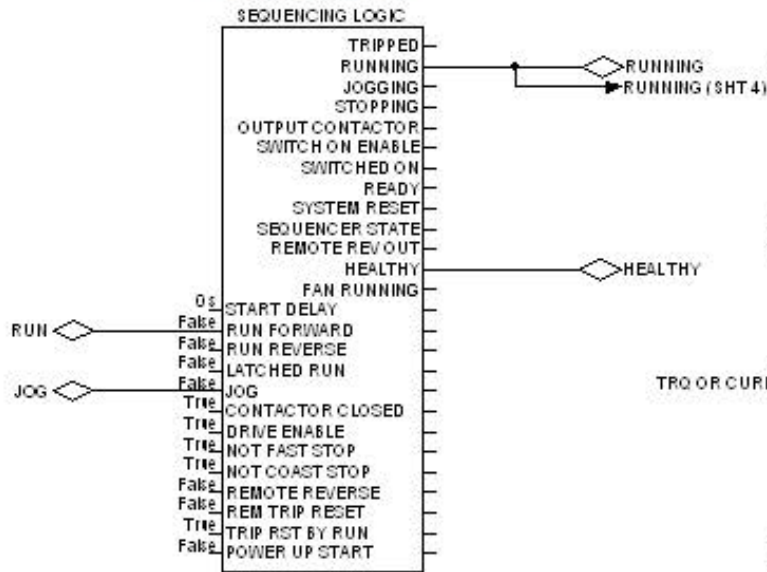 SEQUENCING LOGIC
TRIPPED
RUNNING
RUNNING
JOGGING
RUNNING (SHT 4)
STOPPING
OUTPUT CONTACTOR
SWITCH ON ENABLE
SWITCHED ON
READY
SYSTEM RESET
SEQUENCER STATE
REMOTE REV OUT
HEALTHY
HEALTHY
FAN RUNNING
0s START DELAY
RUN False RUN FORWARD
False RUN REVERSE
False LATCHED RUN
JOG False JOG
TRQ OR CUR
True CONTACTOR CLOSED
True DRIVE ENABLE
True NOT FAST STOP
True NOT COAST STOP
False REMOTE REVERSE
False REM TRIP RESET
True TRIP RST BY RUN
False POWER UP START